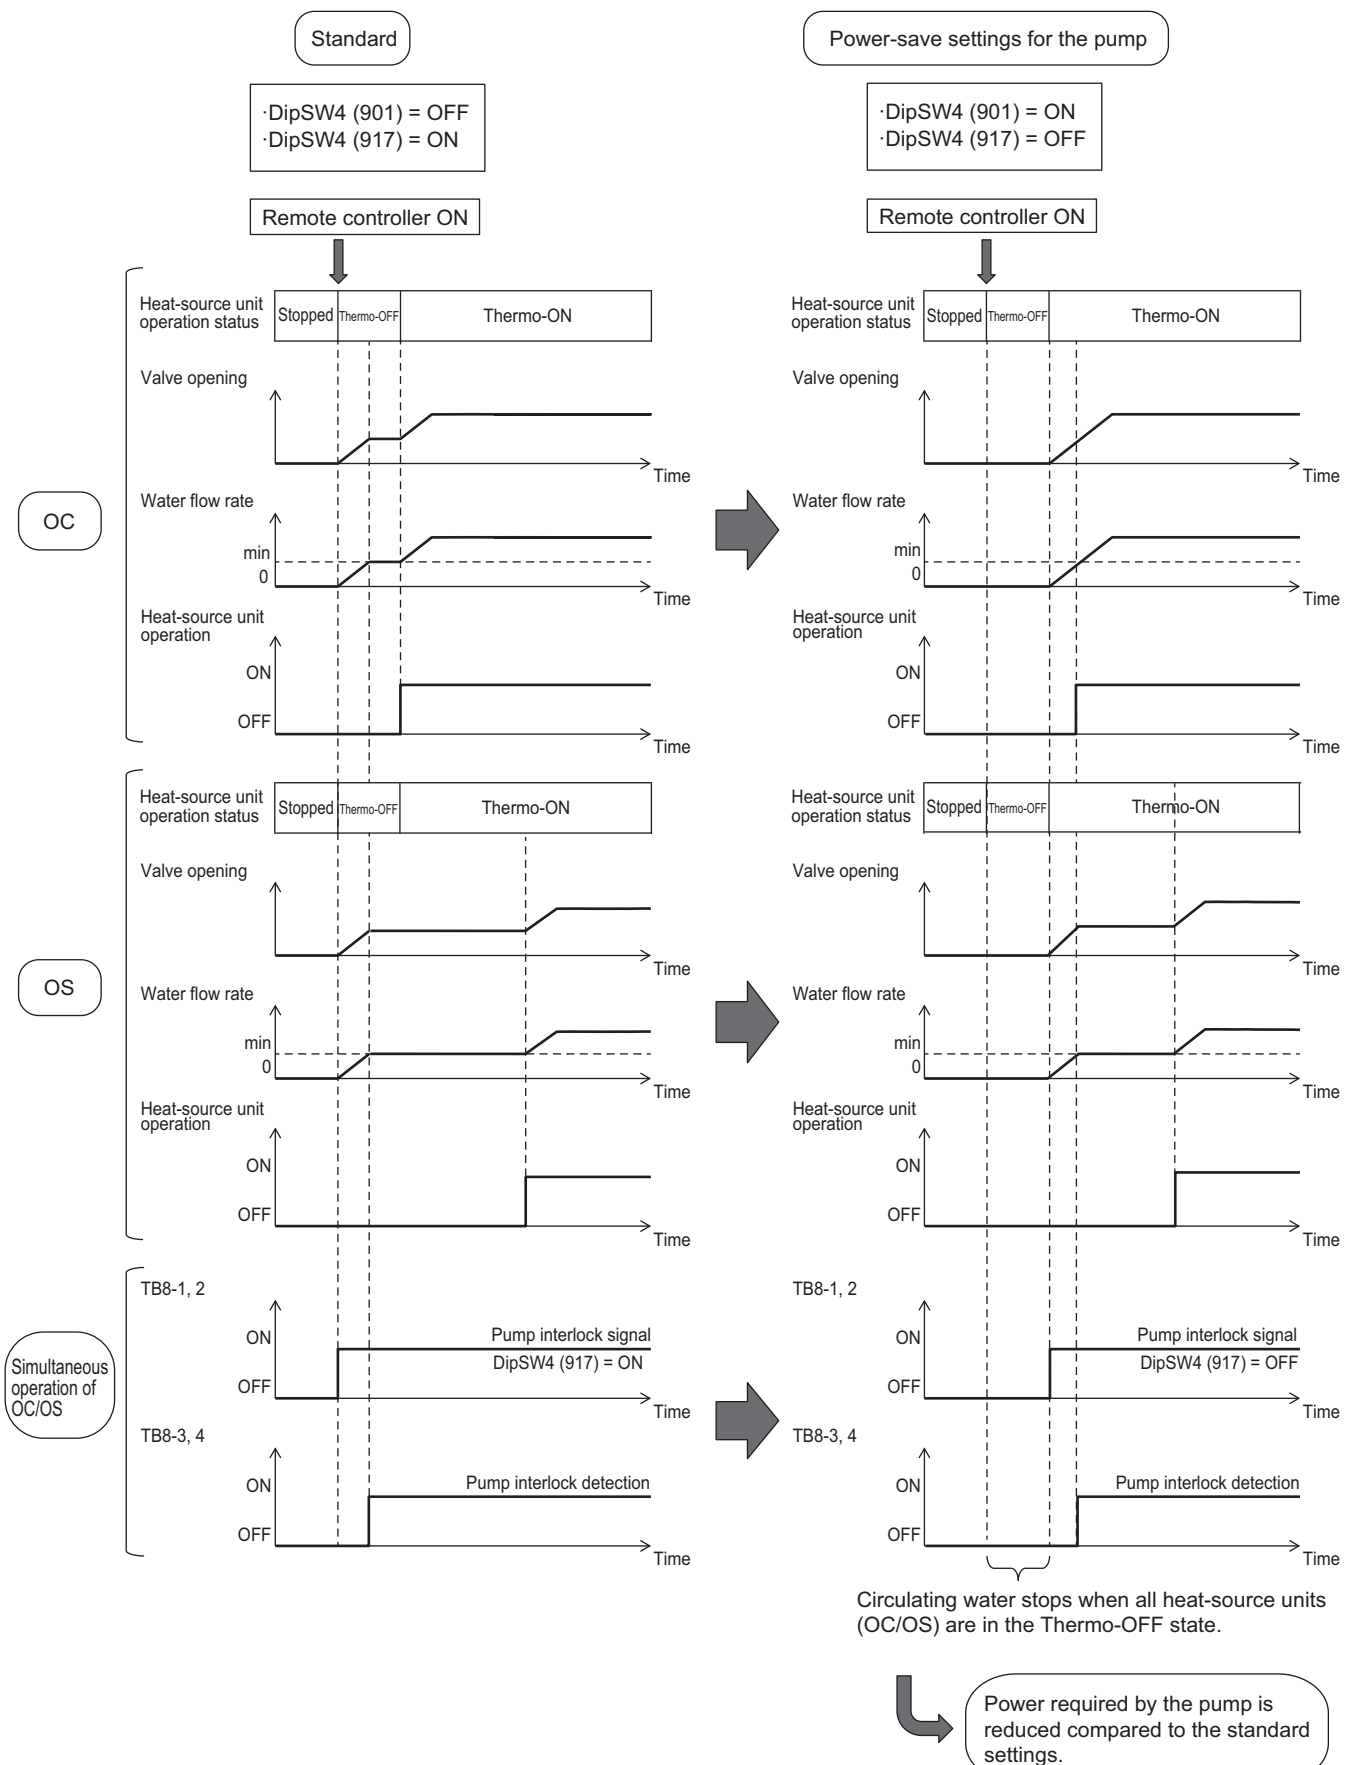 Standard
Power-save settings for the pump
·DipSW4 (901) = OFF
·DipSW4 (917) = ON
·DipSW4 (901) = ON
·DipSW4 (917) = OFF
Remote controller ON
Remote controller ON
OC
Heat-source unit
operation status
Stopped
Thermo-OFF
Thermo-ON
Valve opening
Time
Water flow rate
min
0
Time
Heat-source unit
operation
ON
OFF
Time
Heat-source unit
operation status
Stopped
Thermo-OFF
Thermo-ON
Valve opening
Time
Water flow rate
min
0
Time
Heat-source unit
operation
ON
OFF
Time
OS
Heat-source unit
operation status
Stopped
Thermo-OFF
Thermo-ON
Valve opening
Time
Water flow rate
min
0
Time
Heat-source unit
operation
ON
OFF
Time
Heat-source unit
operation status
Stopped
Thermo-OFF
Thermo-ON
Valve opening
Time
Water flow rate
min
0
Time
Heat-source unit
operation
ON
OFF
Time
Simultaneous
operation of
OC/OS
TB8-1, 2
ON
OFF
Pump interlock signal
DipSW4 (917) = ON
Time
TB8-3, 4
ON
OFF
Pump interlock detection
Time
TB8-1, 2
ON
OFF
Pump interlock signal
DipSW4 (917) = OFF
Time
TB8-3, 4
ON
OFF
Pump interlock detection
Time
Circulating water stops when all heat-source units
(OC/OS) are in the Thermo-OFF state.
Power required by the pump is
reduced compared to the standard
settings.